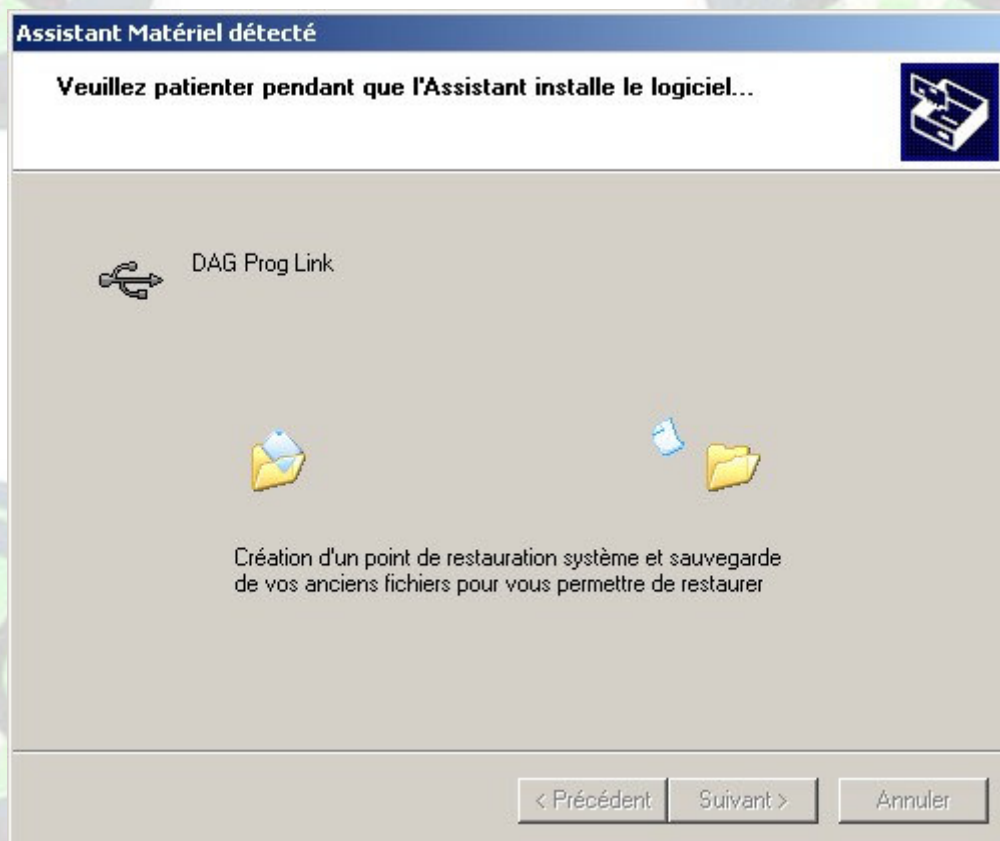 Assistant Matériel détecté
Veuillez patienter pendant que l'Assistant installe le logiciel...
DAG Prog Link
Création d'un point de restauration système et sauvegarde
de vos anciens fichiers pour vous permettre de restaurer
< Précédent Suivant > Annuler